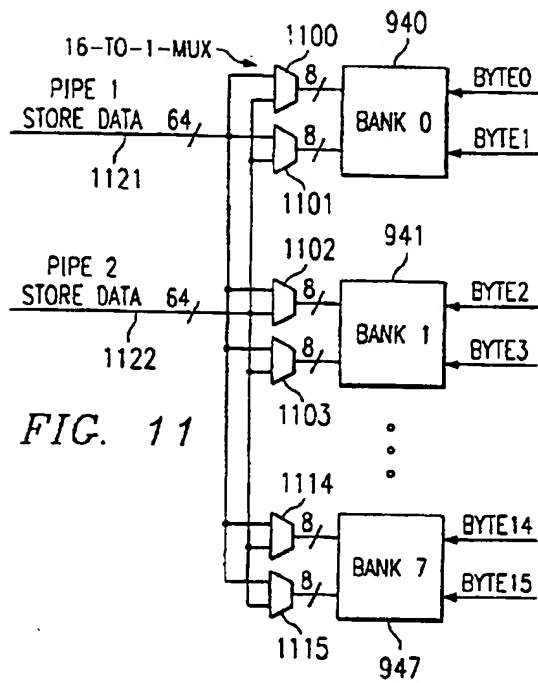 16-TO-1-MUX
1100
940
PIPE 1
STORE DATA 64
1121
8
BANK 0
BYTE0
8
BYTE1
1101
1102
941
PIPE 2
STORE DATA 64
1122
8
BANK 1
BYTE2
8
BYTE3
1103
FIG. 11
1114
8
BANK 7
BYTE14
8
BYTE15
1115
947